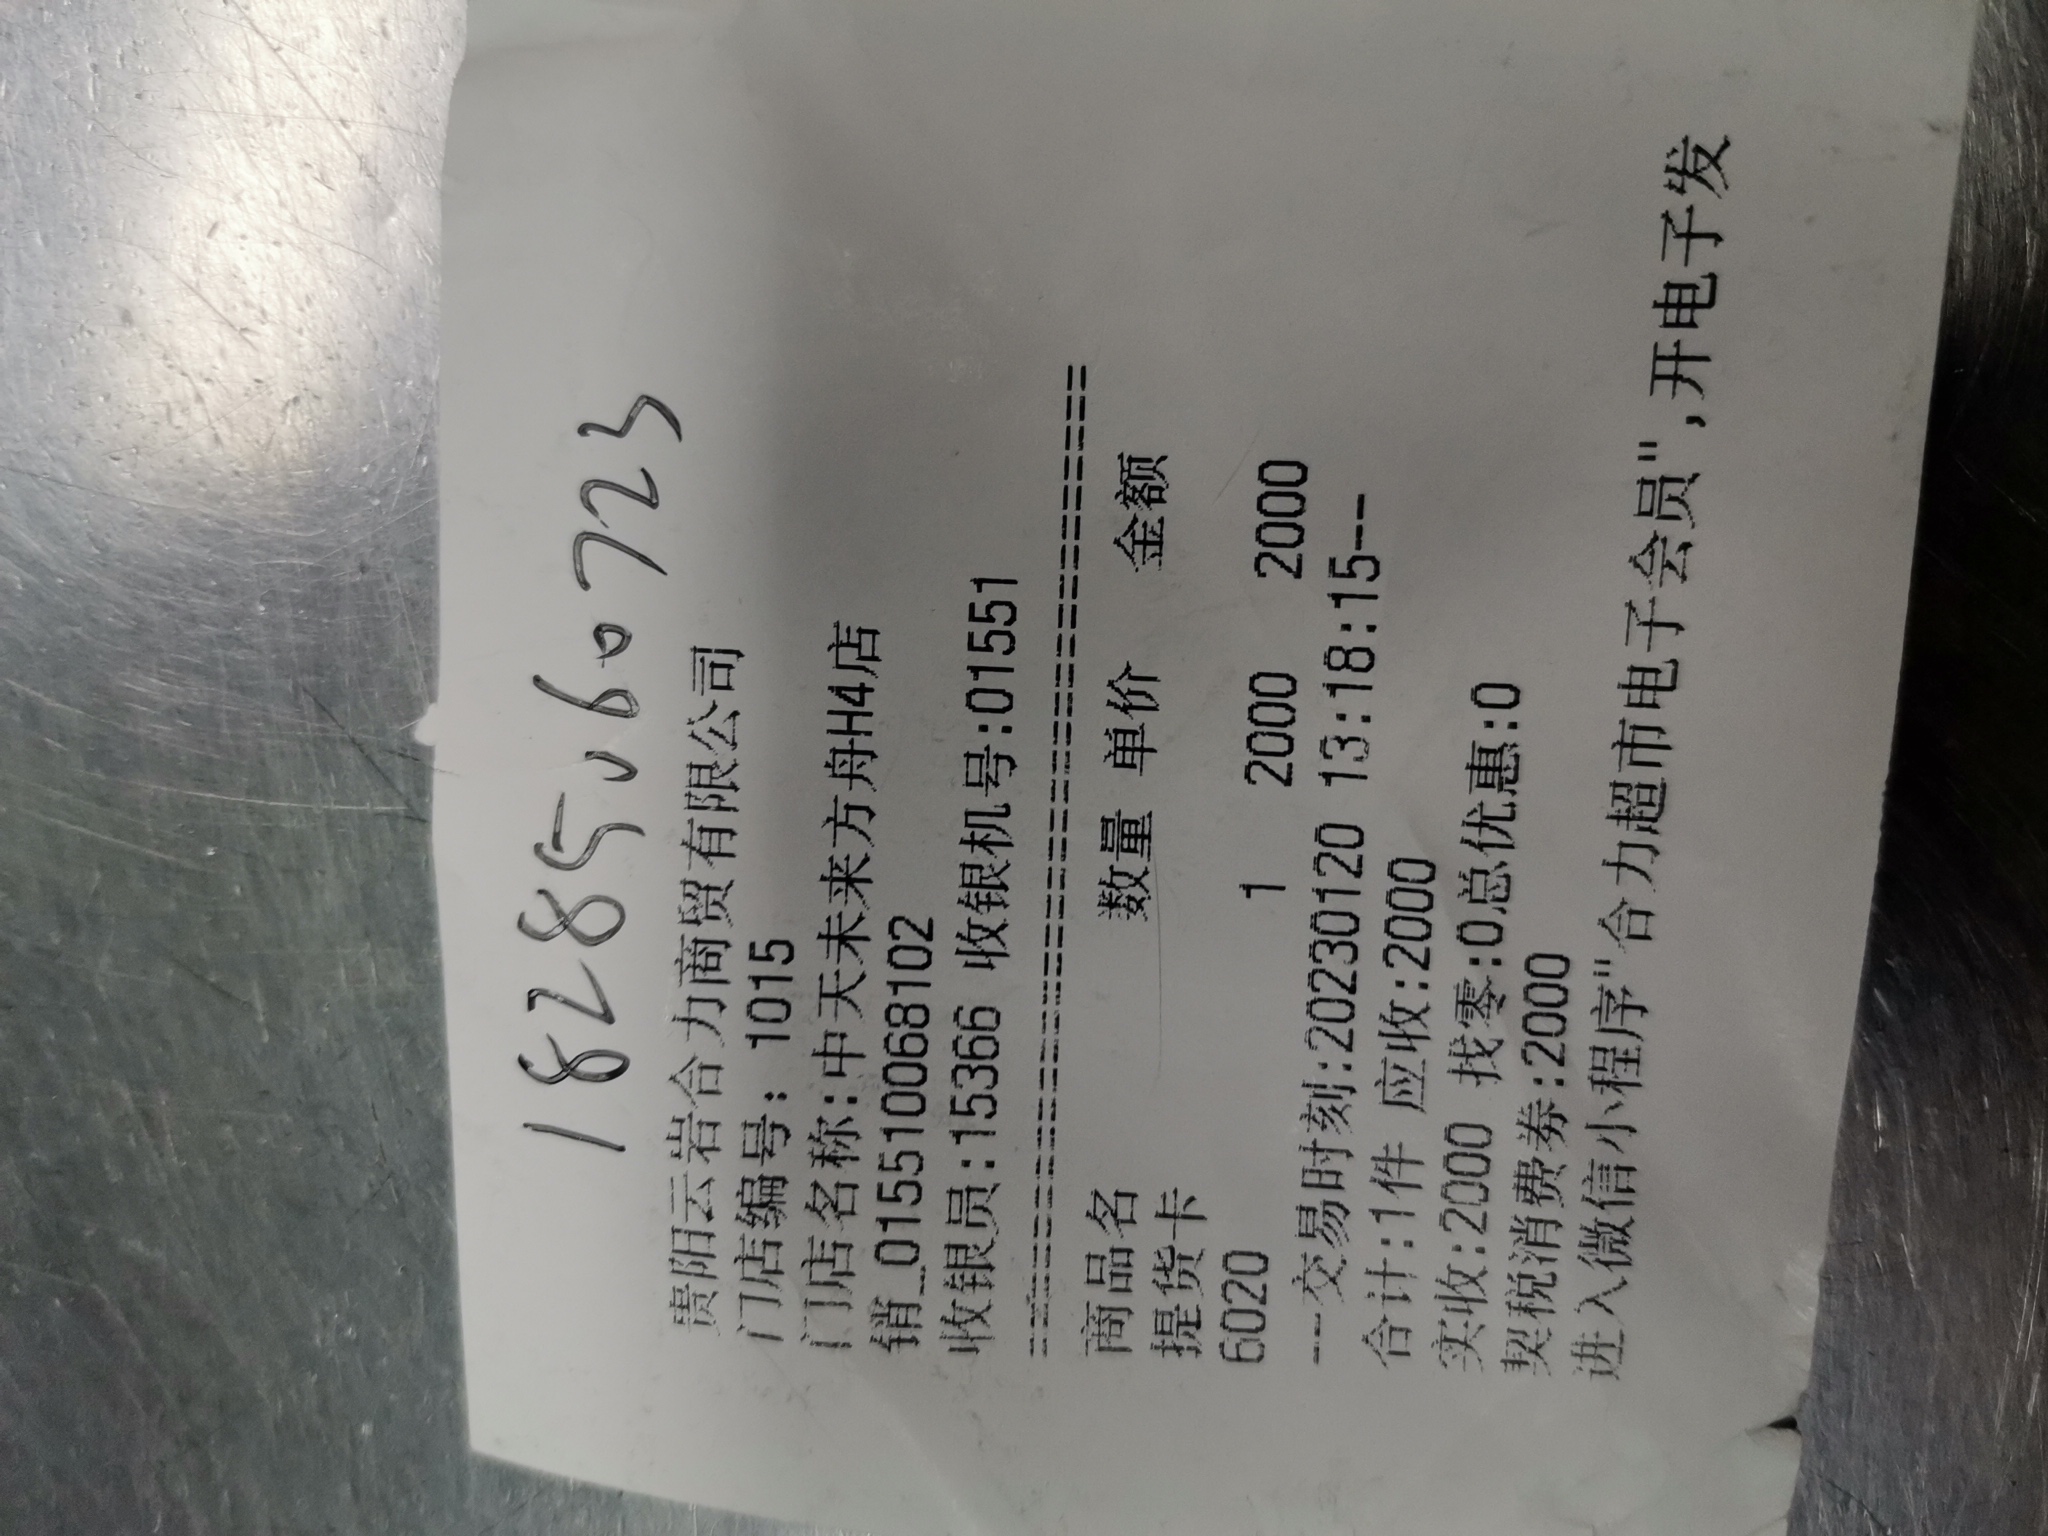 18285160723
贵阳云岩合力商贸有限公司
门店编号: 1015
门店名称:中天未来方舟H4店
销_015510068102
收银员:15366 收银机号:01551
================================
商品名 数量 单价 金额
提货卡
6020 1 2000 2000
---交易时刻:20230120 13:18:15---
合计:1件 应收:2000
实收:2000 找零:0总优惠:0
契税消费券:2000
进入微信小程序"合力超市电子会员",开电子发